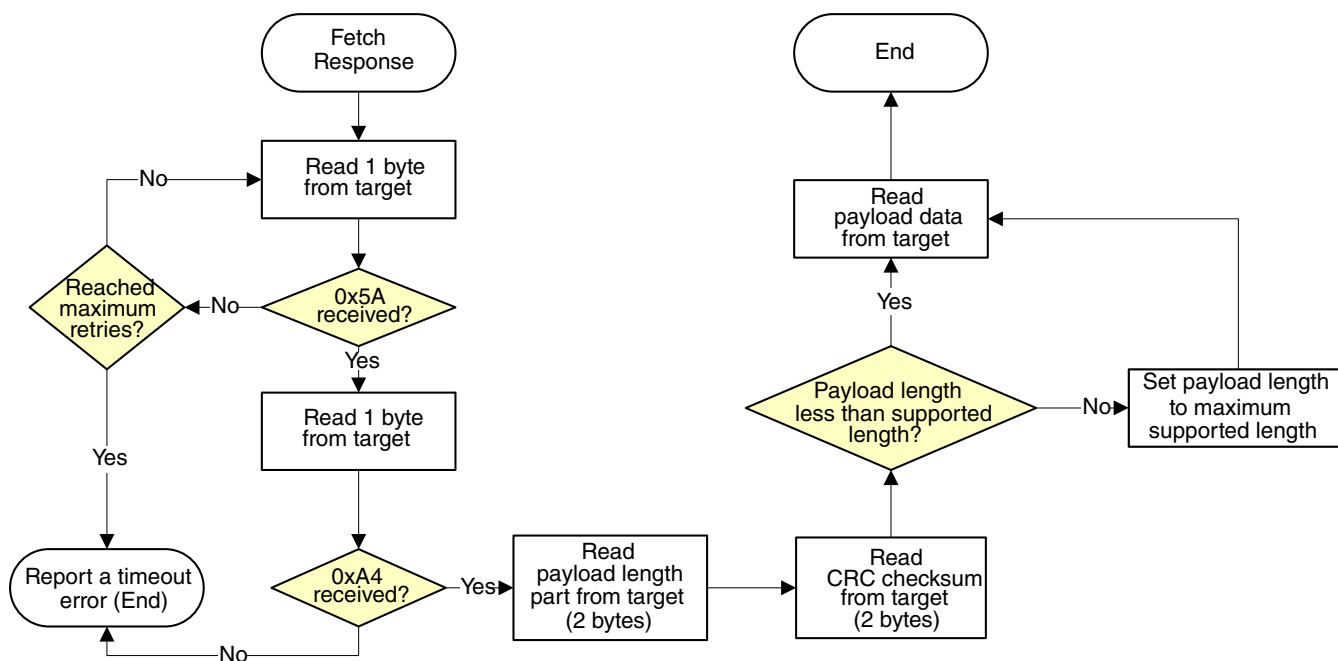 Fetch
Response
End
Read 1 byte
from target
No
Read
payload data
from target
Reached
maximum
retries?
No
0x5A
received?
Yes
Yes
Payload length
less than supported
length?
No
Set payload length
to maximum
supported length
Read 1 byte
from target
Yes
Report a timeout
error (End)
0xA4
received?
Yes
Read
payload length
part from target
(2 bytes)
Read
CRC checksum
from target
(2 bytes)
No